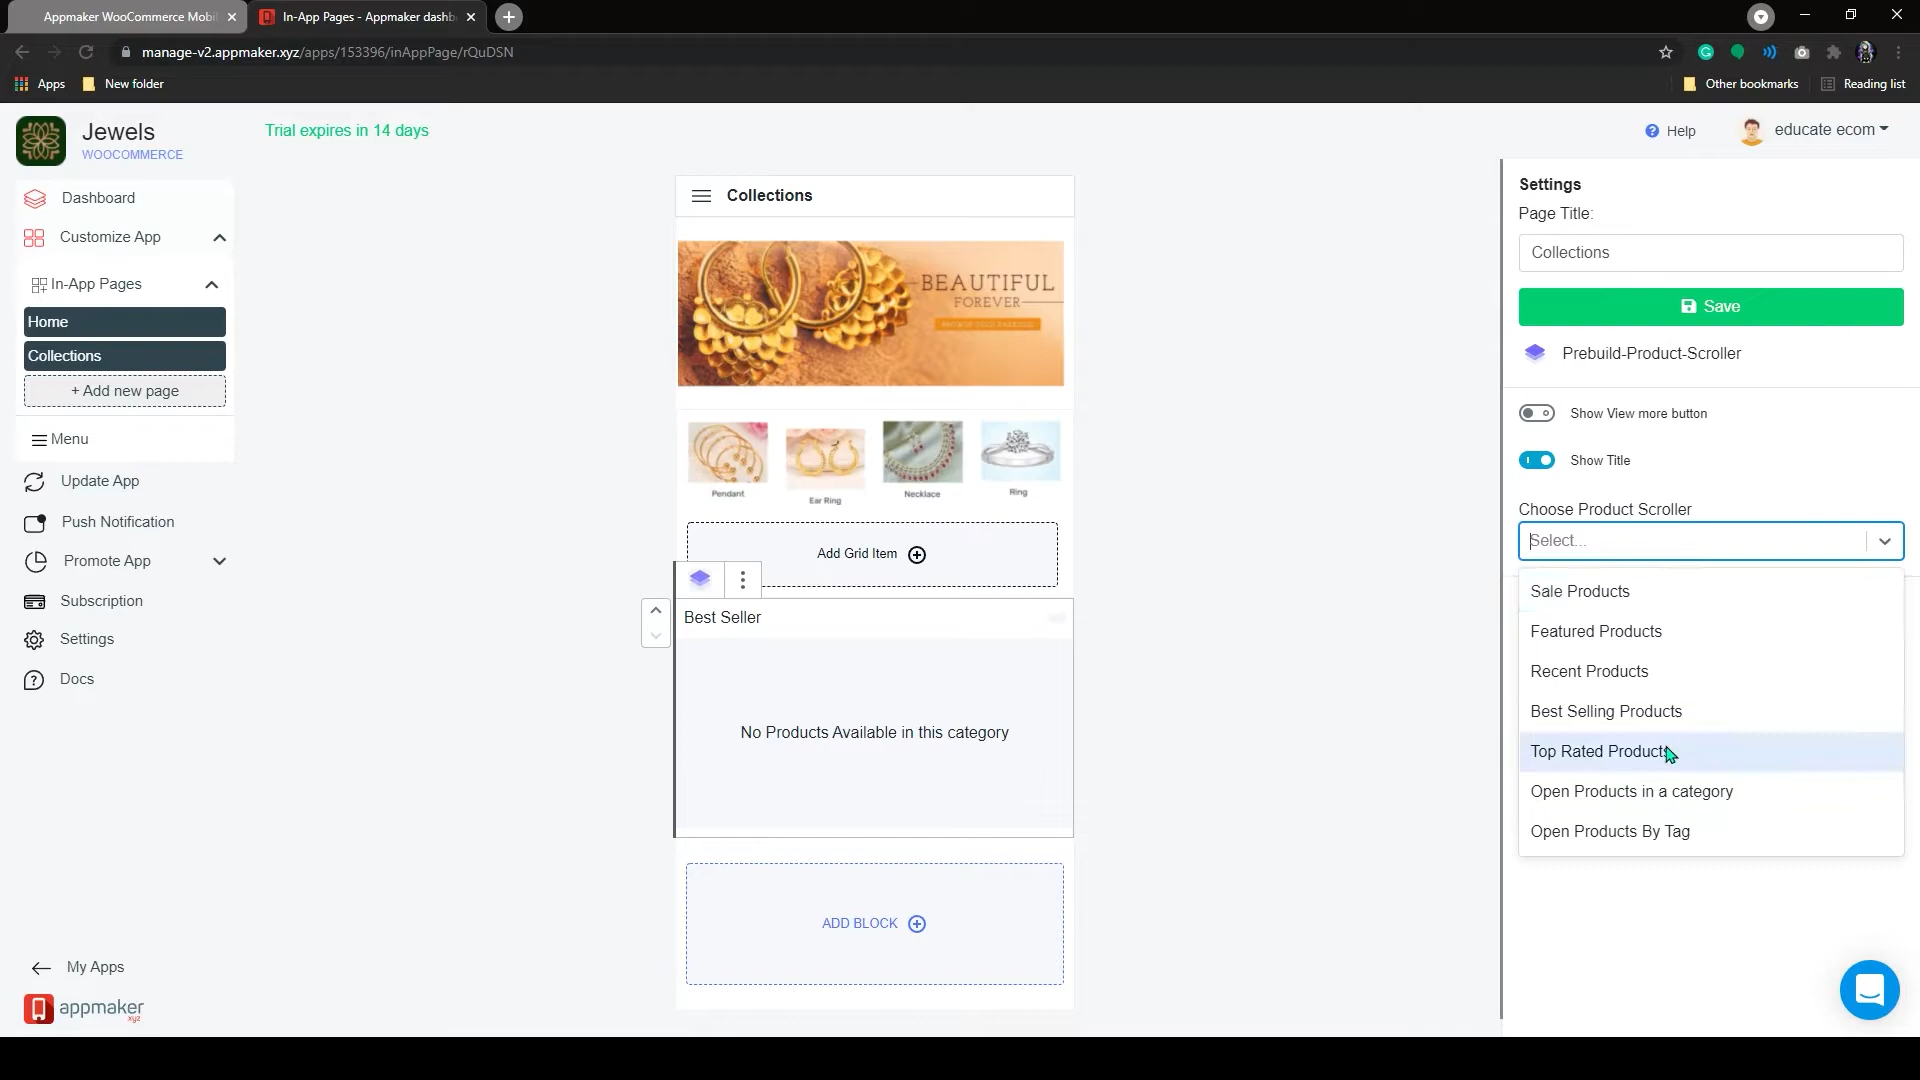 Appmaker WooCommerce Mobil
In-App Pages - Appmaker dashb
manage-v2.appmaker.xyz/apps/153396/inAppPage/rQuDSN
Apps
New folder
Other bookmarks
Reading list
Jewels
WOOCOMMERCE
Trial expires in 14 days
Help
educate ecom
Dashboard
Customize App
In-App Pages
Home
Collections
+ Add new page
Menu
Update App
Push Notification
Promote App
Subscription
Settings
Docs
My Apps
appmaker
xyz
Collections
BEAUTIFUL
FOREVER
Pendant
Ear Ring
Necklace
Ring
Add Grid Item
Best Seller
No Products Available in this category
ADD BLOCK
Settings
Page Title:
Collections
Save
Prebuild-Product-Scroller
Show View more button
Show Title
Choose Product Scroller
Select...
Sale Products
Featured Products
Recent Products
Best Selling Products
Top Rated Products
Open Products in a category
Open Products By Tag